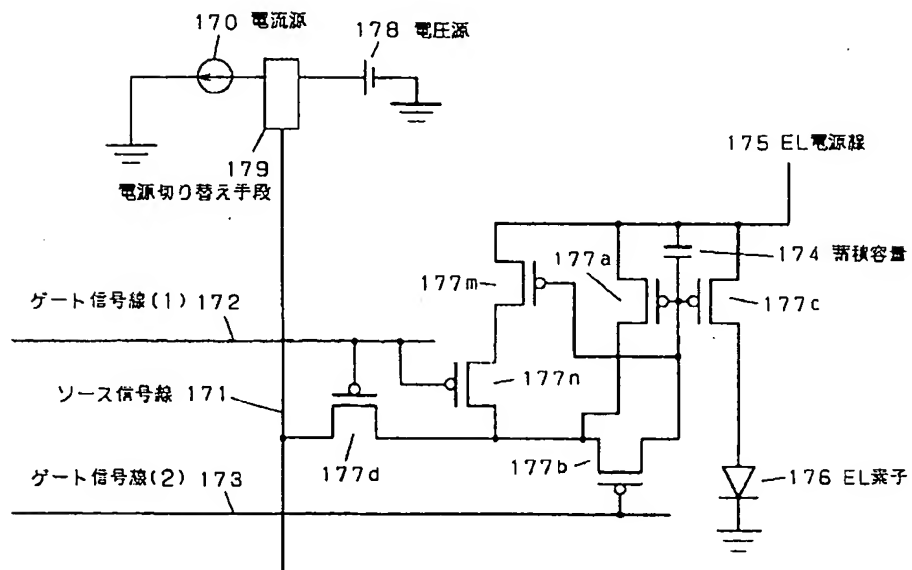 170 電流源
178 電圧源
179
電源切り替え手段
175 EL電源線
174 蓄積容量
177a
177m
177c
ゲート信号線(1) 172
177n
ソース信号線 171
177d
177b
ゲート信号線(2) 173
176 EL素子